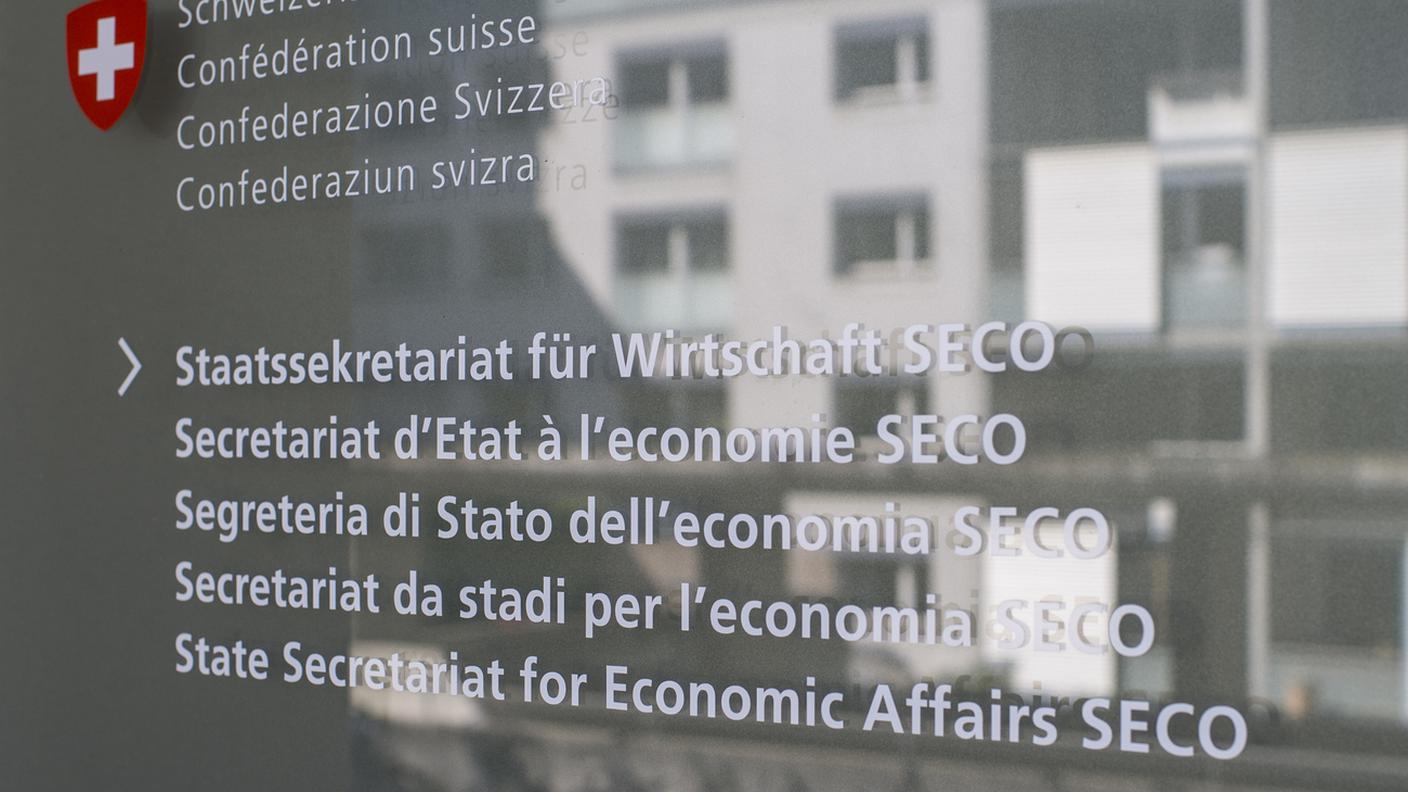 Confédération suisse
Confederazione Svizzera
Confederaziun svizra
Staatssekretariat für Wirtschaft SECO
Secretariat d’Etat à l’economie SECO
Segreteria di Stato dell’economia SECO
Secretariat da stadi per l’economia SECO
State Secretariat for Economic Affairs SECO